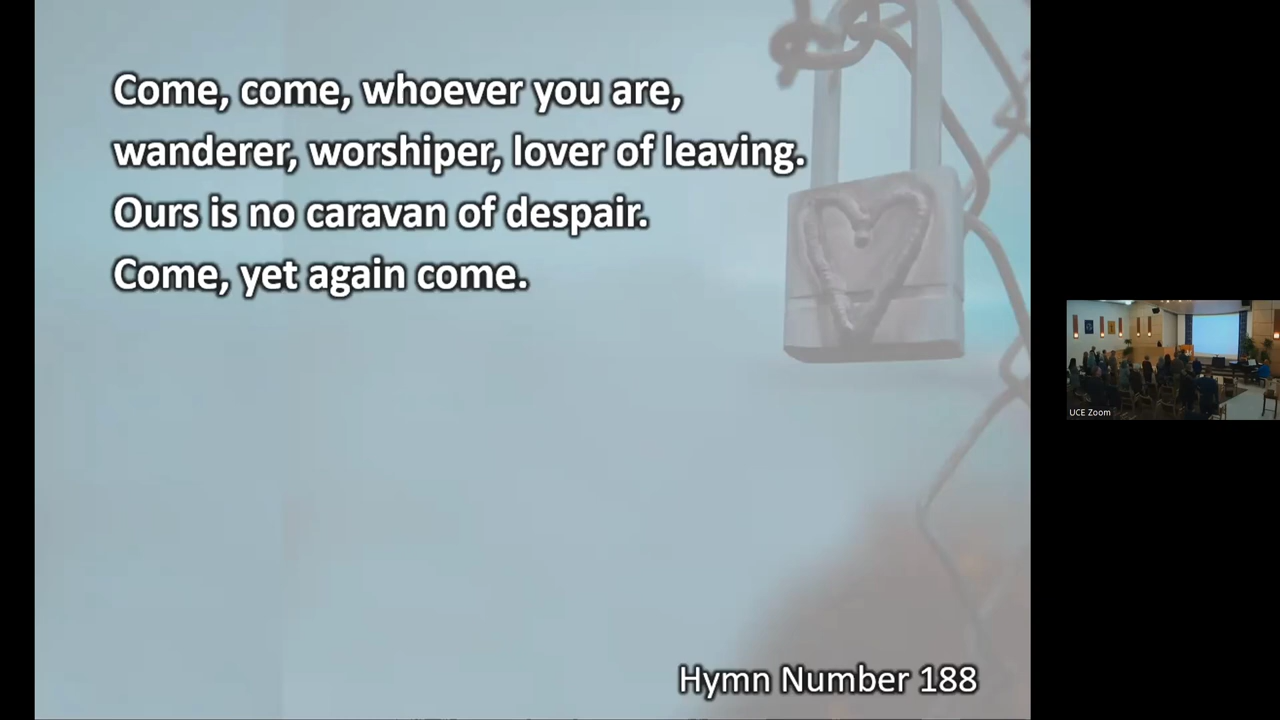 Come, come, whoever you are,
wanderer, worshiper, lover of leaving.
Ours is no caravan of despair.
Come, yet again come.
Hymn Number 188
UCE Zoom